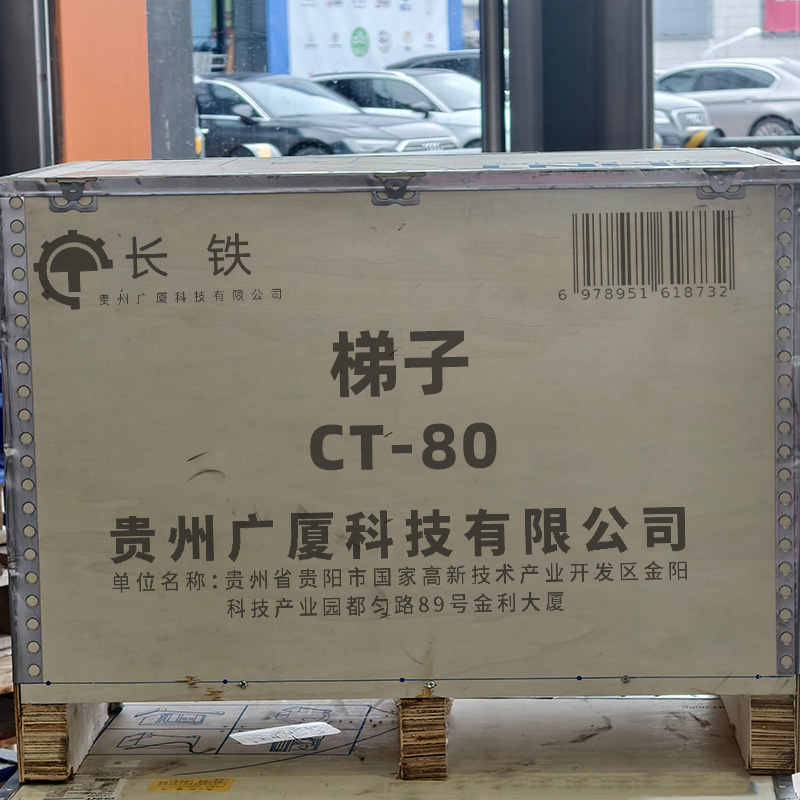 长铁
贵州广厦科技有限公司
6 978951 618732
梯子
CT-80
贵州广厦科技有限公司
单位名称:贵州省贵阳市国家高新技术产业开发区金阳
科技产业园都匀路89号金利大厦